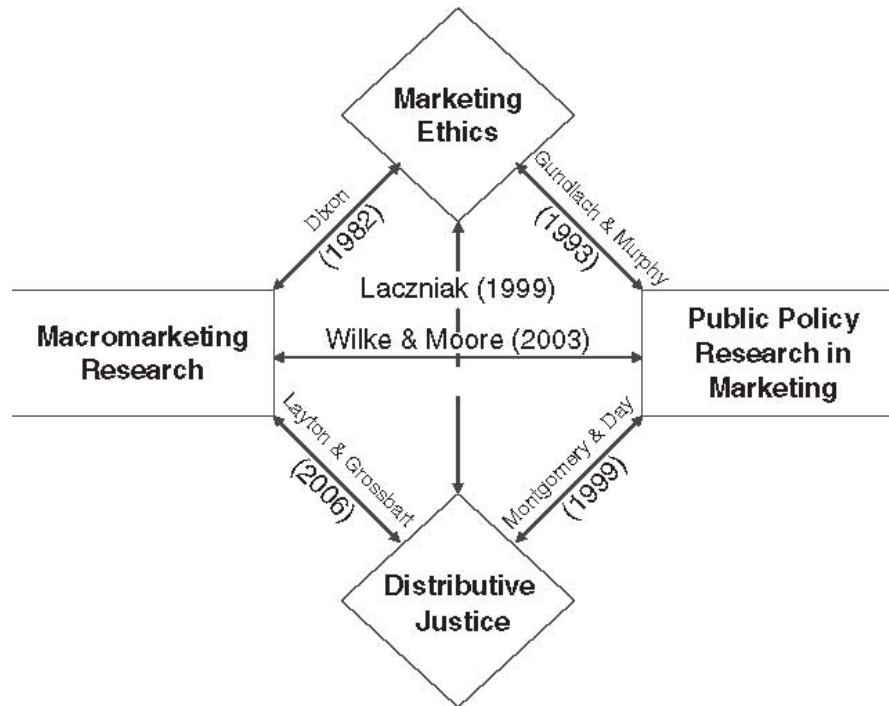 Marketing
Ethics
Dixon
(1982)
Gundlach & Murphy
(1993)
Laczniak (1999)
Wilke & Moore (2003)
Macromarketing
Research
Public Policy
Research in
Marketing
Layton & Grossbart
(2006)
Montgomery & Day
(1999)
Distributive
Justice